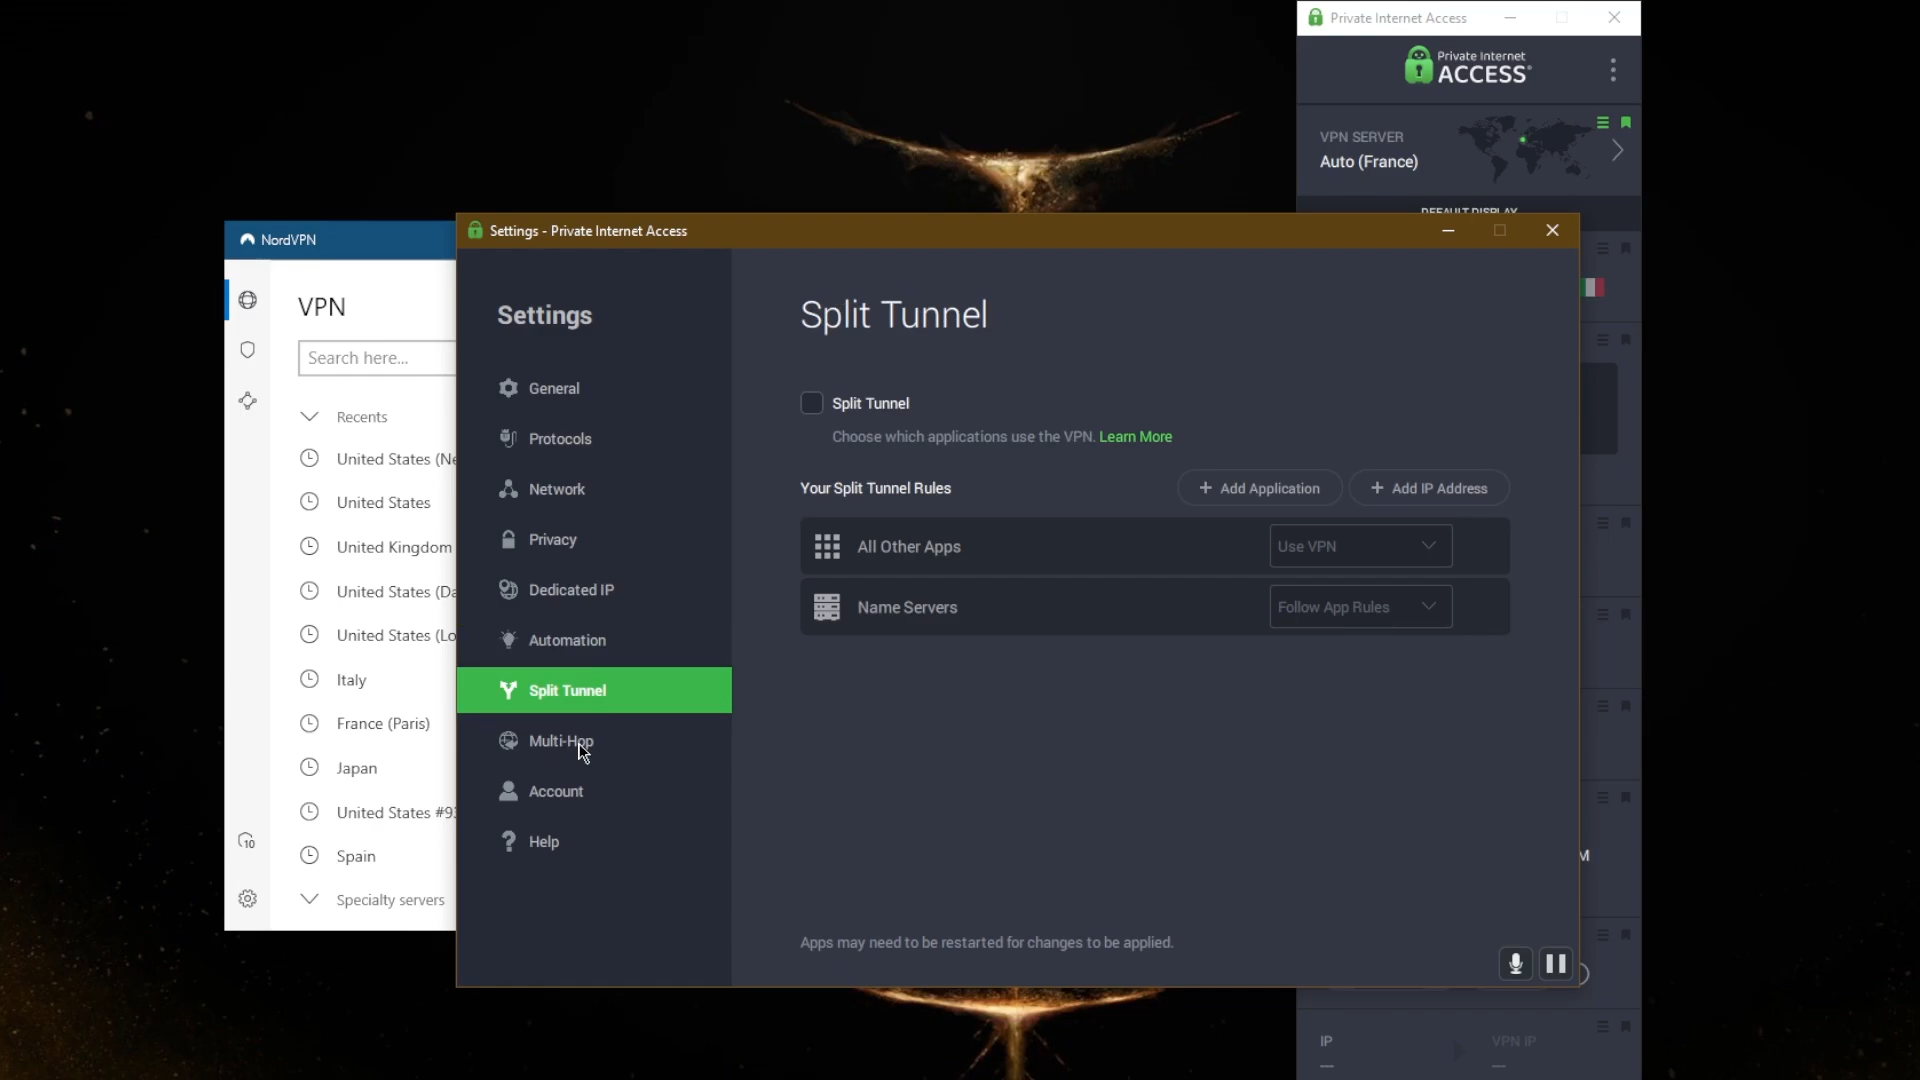 Private Internet Access
Private Internet
ACCESS®
VPN SERVER
Auto (France)
DEFAULT DISPLAY
NordVPN
VPN
Search here...
Recents
United States (Ne
United States
United Kingdom
United States (Da
United States (Lo
Italy
France (Paris)
Japan
United States #93
Spain
Specialty servers
10
Settings - Private Internet Access
Settings
General
Protocols
Network
Privacy
Dedicated IP
Automation
Split Tunnel
Multi-Hop
Account
Help
Split Tunnel
Split Tunnel
Choose which applications use the VPN. Learn More
Your Split Tunnel Rules
+ Add Application
+ Add IP Address
All Other Apps
Use VPN
Name Servers
Follow App Rules
Apps may need to be restarted for changes to be applied.
M
IP
VPN IP
---
---